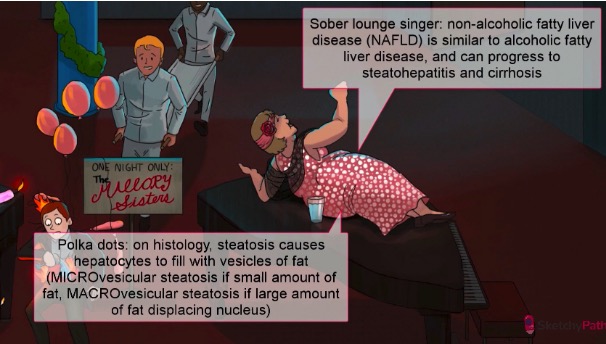 Sober lounge singer: non-alcoholic fatty liver
disease (NAFLD) is similar to alcoholic fatty
liver disease, and can progress to
steatohepatitis and cirrhosis
ONE NIGHT ONLY:
The
MALLORY
Sisters
Polka dots: on histology, steatosis causes
hepatocytes to fill with vesicles of fat
(MICROvesicular steatosis if small amount of
fat, MACROvesicular steatosis if large amount
of fat displacing nucleus)
SketchyPath